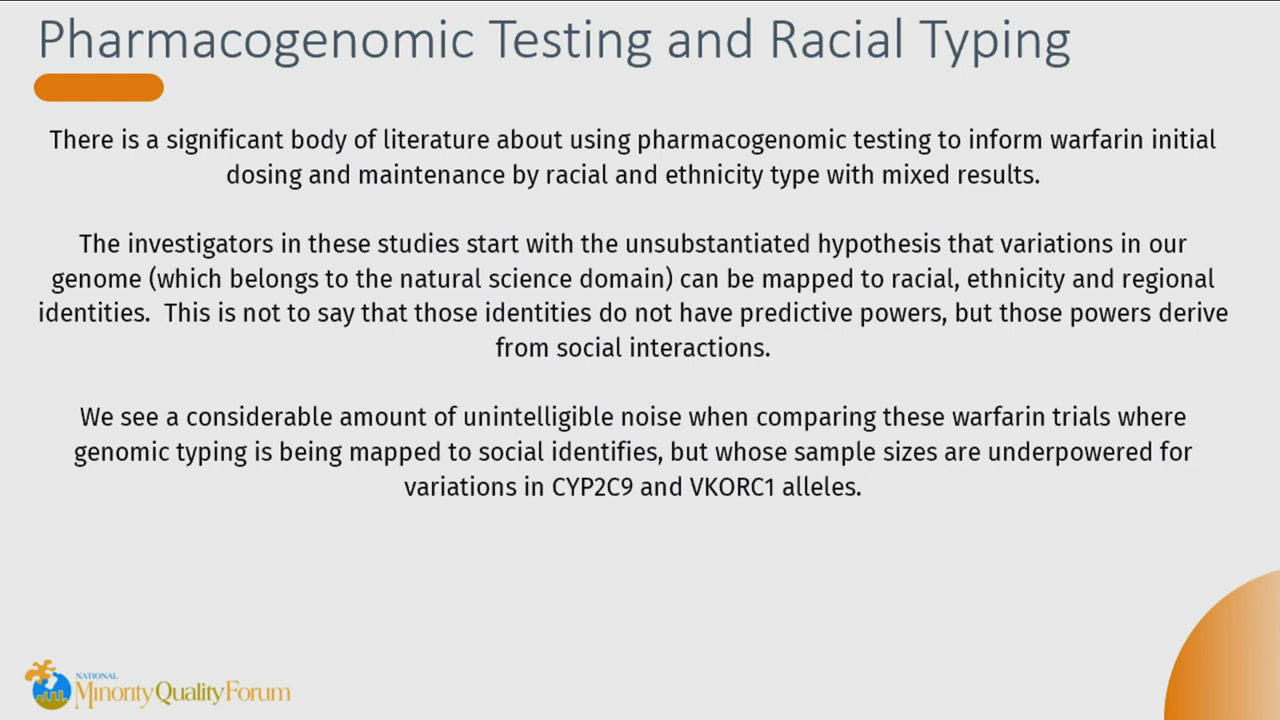 Pharmacogenomic Testing and Racial Typing
There is a significant body of literature about using pharmacogenomic testing to inform warfarin initial
dosing and maintenance by racial and ethnicity type with mixed results.
The investigators in these studies start with the unsubstantiated hypothesis that variations in our
genome (which belongs to the natural science domain) can be mapped to racial, ethnicity and regional
identities.  This is not to say that those identities do not have predictive powers, but those powers derive
from social interactions.
We see a considerable amount of unintelligible noise when comparing these warfarin trials where
genomic typing is being mapped to social identifies, but whose sample sizes are underpowered for
variations in CYP2C9 and VKORC1 alleles.
NATIONAL
Minority Quality Forum